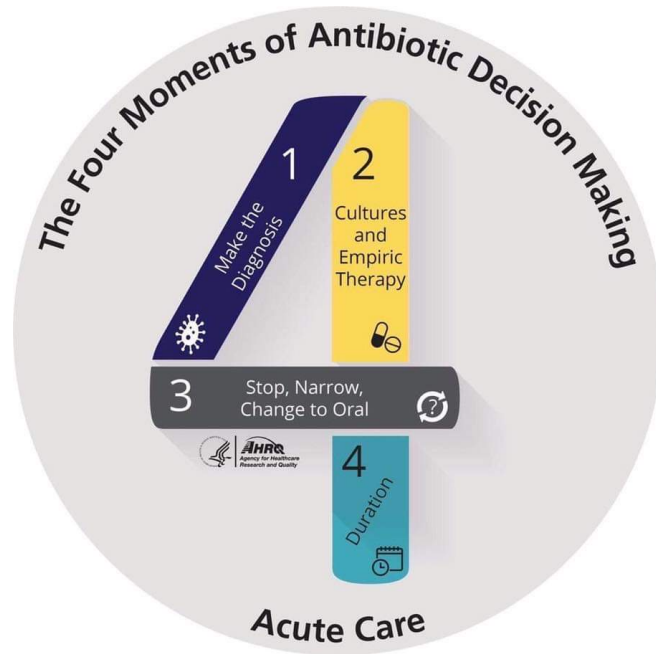 The Four Moments of Antibiotic Decision Making
1
Make the
Diagnosis
2
Cultures
and
Empiric
Therapy
3
Stop, Narrow,
Change to Oral
?
AHRQ
Agency for Healthcare
Research and Quality
4
Duration
Acute Care